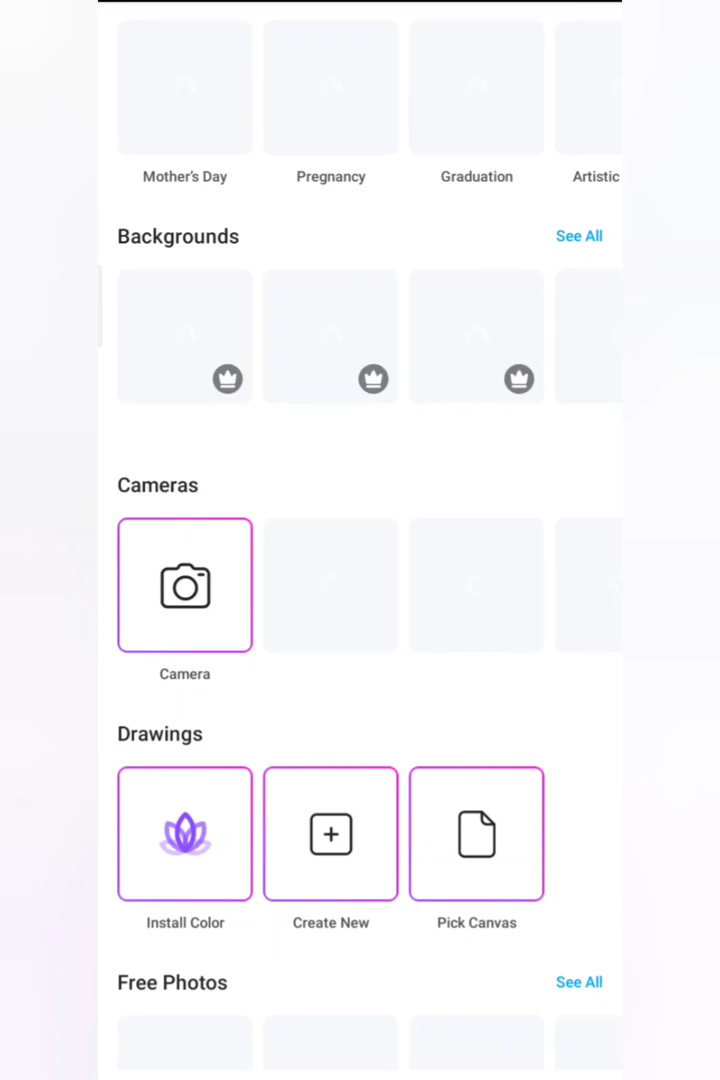 Mother's Day Pregnancy Graduation Artistic
Backgrounds See All
Cameras
Camera
Drawings
Install Color Create New Pick Canvas
Free Photos See All